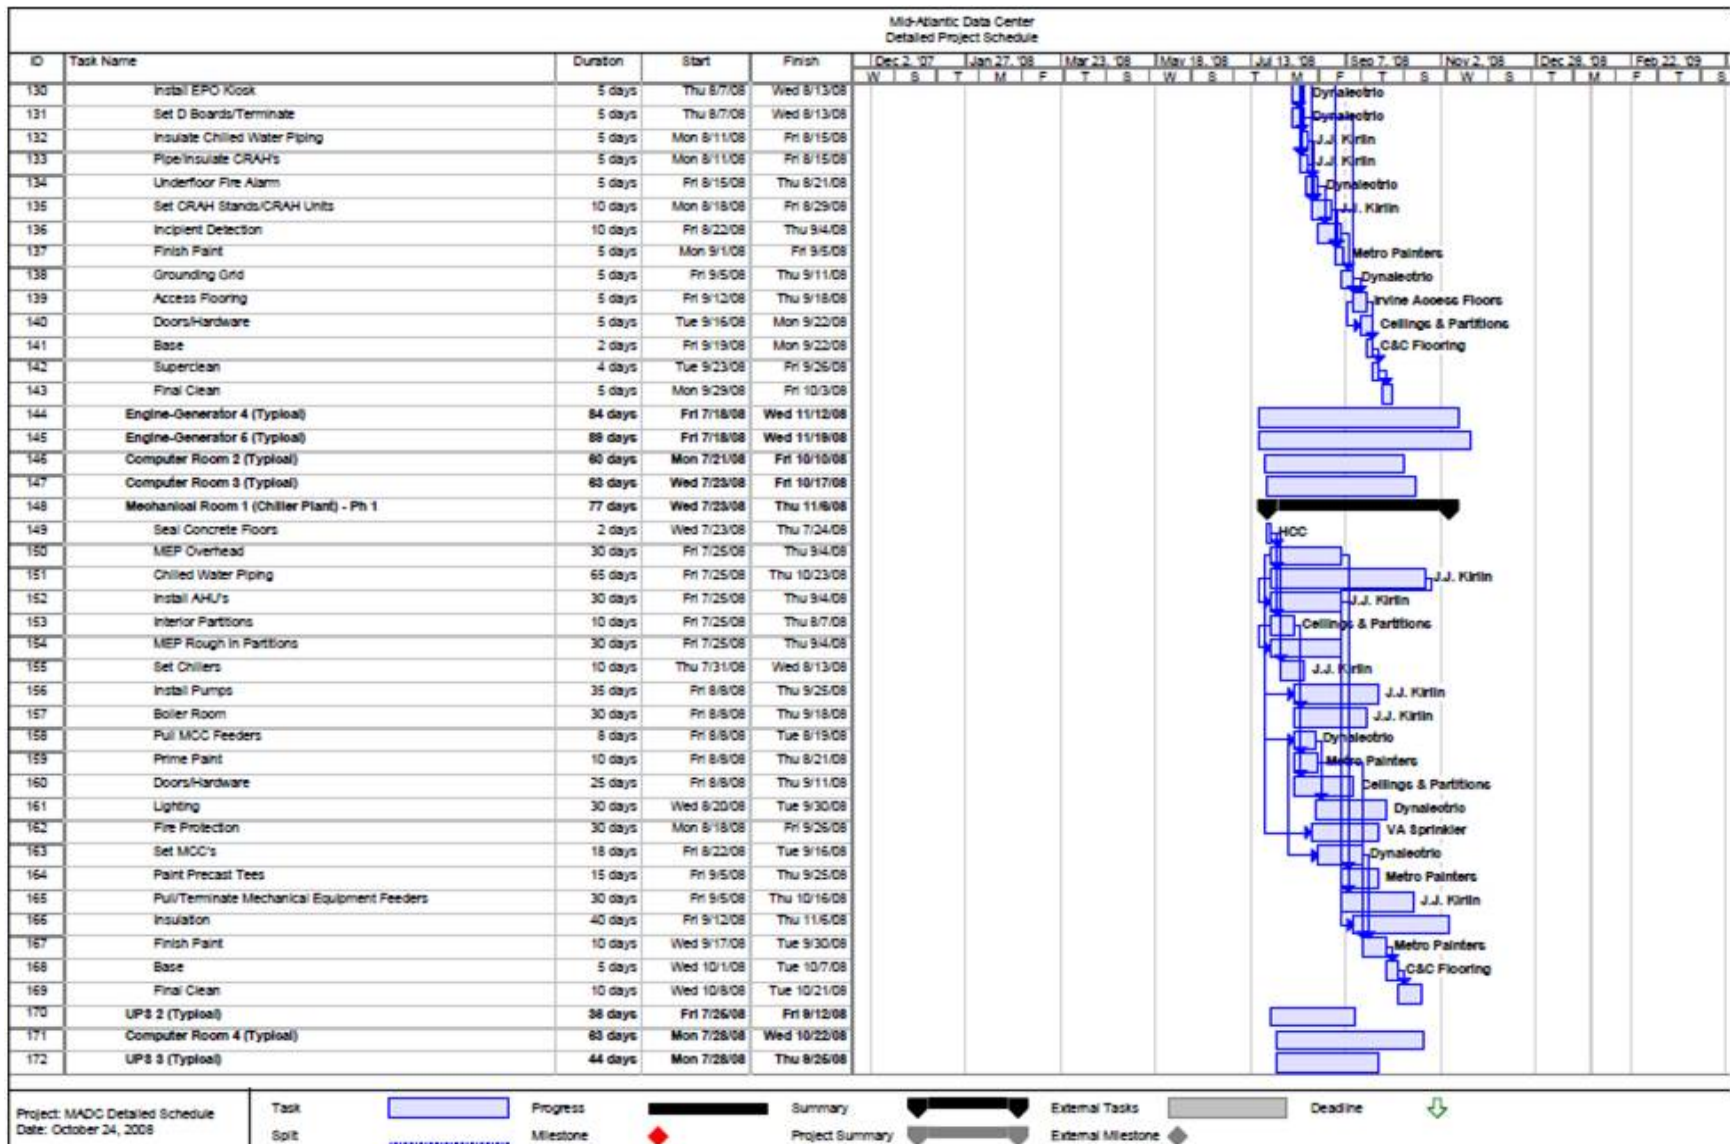 Mid-Atlantic Data Center
Detailed Project Schedule
ID Task Name Duration Start Finish Dec 2, '07 Jan 27, '08 Mar 23, '08 May 18, '08 Jul 13, '08 Sep 7, '08 Nov 2, '08 Dec 28, '08 Feb 22, '09
W S T M F T S W S T M F T S W S T M F T S
130 Install EPO Kiosk 5 days Thu 8/7/08 Wed 8/13/08 Dynalectric
131 Set D Boards/Terminate 5 days Thu 8/7/08 Wed 8/13/08 Dynalectric
132 Insulate Chilled Water Piping 5 days Mon 8/11/08 Fri 8/15/08 J.J. Kirlin
133 Pipe/Insulate CRAH's 5 days Mon 8/11/08 Fri 8/15/08 J.J. Kirlin
134 Underfloor Fire Alarm 5 days Fri 8/15/08 Thu 8/21/08 Dynalectric
135 Set CRAH Stands/CRAH Units 10 days Mon 8/18/08 Fri 8/29/08 J.J. Kirlin
136 Incipient Detection 10 days Fri 8/22/08 Thu 9/4/08
137 Finish Paint 5 days Mon 9/1/08 Fri 9/5/08 Metro Painters
138 Grounding Grid 5 days Fri 9/5/08 Thu 9/11/08 Dynalectric
139 Access Flooring 5 days Fri 9/12/08 Thu 9/18/08 Irvine Access Floors
140 Doors/Hardware 5 days Tue 9/16/08 Mon 9/22/08 Ceilings & Partitions
141 Base 2 days Fri 9/19/08 Mon 9/22/08 C&C Flooring
142 Superclean 4 days Tue 9/23/08 Fri 9/26/08
143 Final Clean 5 days Mon 9/29/08 Fri 10/3/08
144 Engine-Generator 4 (Typical) 84 days Fri 7/18/08 Wed 11/12/08
145 Engine-Generator 5 (Typical) 89 days Fri 7/18/08 Wed 11/19/08
146 Computer Room 2 (Typical) 60 days Mon 7/21/08 Fri 10/10/08
147 Computer Room 3 (Typical) 63 days Wed 7/23/08 Fri 10/17/08
148 Mechanical Room 1 (Chiller Plant) - Ph 1 77 days Wed 7/23/08 Thu 11/6/08
149 Seal Concrete Floors 2 days Wed 7/23/08 Thu 7/24/08 HCC
150 MEP Overhead 30 days Fri 7/25/08 Thu 9/4/08
151 Chilled Water Piping 65 days Fri 7/25/08 Thu 10/23/08 J.J. Kirlin
152 Install AHU's 30 days Fri 7/25/08 Thu 9/4/08 J.J. Kirlin
153 Interior Partitions 10 days Fri 7/25/08 Thu 8/7/08 Ceilings & Partitions
154 MEP Rough In Partitions 30 days Fri 7/25/08 Thu 9/4/08
155 Set Chillers 10 days Thu 7/31/08 Wed 8/13/08 J.J. Kirlin
156 Install Pumps 35 days Fri 8/8/08 Thu 9/25/08 J.J. Kirlin
157 Boiler Room 30 days Fri 8/8/08 Thu 9/18/08 J.J. Kirlin
158 Pull MCC Feeders 8 days Fri 8/8/08 Tue 8/19/08 Dynalectric
159 Prime Paint 10 days Fri 8/8/08 Thu 8/21/08 Metro Painters
160 Doors/Hardware 25 days Fri 8/8/08 Thu 9/11/08 Ceilings & Partitions
161 Lighting 30 days Wed 8/20/08 Tue 9/30/08 Dynalectric
162 Fire Protection 30 days Mon 8/18/08 Fri 9/26/08 VA Sprinkler
163 Set MCC's 18 days Fri 8/22/08 Tue 9/16/08 Dynalectric
164 Paint Precast Tees 15 days Fri 9/5/08 Thu 9/25/08 Metro Painters
165 Pull/Terminate Mechanical Equipment Feeders 30 days Fri 9/5/08 Thu 10/16/08 J.J. Kirlin
166 Insulation 40 days Fri 9/12/08 Thu 11/6/08
167 Finish Paint 10 days Wed 9/17/08 Tue 9/30/08 Metro Painters
168 Base 5 days Wed 10/1/08 Tue 10/7/08 C&C Flooring
169 Final Clean 10 days Wed 10/8/08 Tue 10/21/08
170 UPS 2 (Typical) 36 days Fri 7/25/08 Fri 9/12/08
171 Computer Room 4 (Typical) 63 days Mon 7/28/08 Wed 10/22/08
172 UPS 3 (Typical) 44 days Mon 7/28/08 Thu 9/25/08
Project: MADC Detailed Schedule
Date: October 24, 2008
Task Progress Summary External Tasks Deadline
Split Milestone Project Summary External Milestone